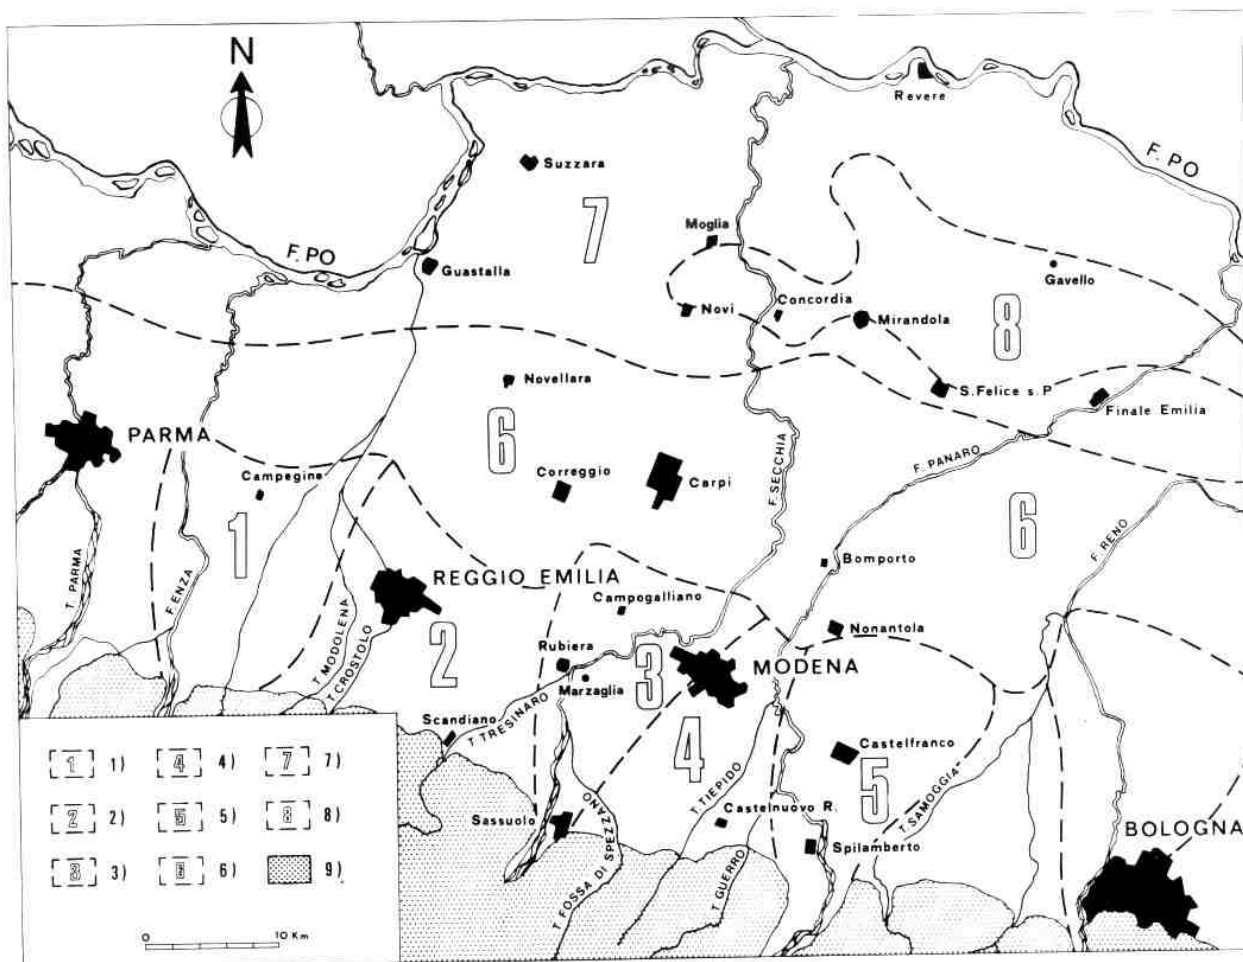 N
Revere
F. PO
Suzzara
7
Moglia
F. PO
Guastalla
Gavello
Novi
Concordia
Mirandola
8
Novellara
S.Felice s.P
Finale Emilia
PARMA
6
F. SECCHIA
F. PANARO
Campegine
Correggio
Carpi
1
6
F. RENO
T. PARMA
F. ENZA
Bomporto
REGGIO EMILIA
Campogalliano
Nonantola
T. MODOLENA
T. CROSTOLO
2
Rubiera
3
MODENA
Marzaglia
T. TRESINARO
Scandiano
4
Castelfranco
5
T. TIEPIDO
T. SAMOGGIA
Castelnuovo R.
Sassuolo
T. FOSSA DI SPEZZANO
T. GUERRO
Spilamberto
BOLOGNA
1 1) 4 4) 7 7)
2 2) 5 5) 8 8)
3 3) 6) 9)
0 10 Km